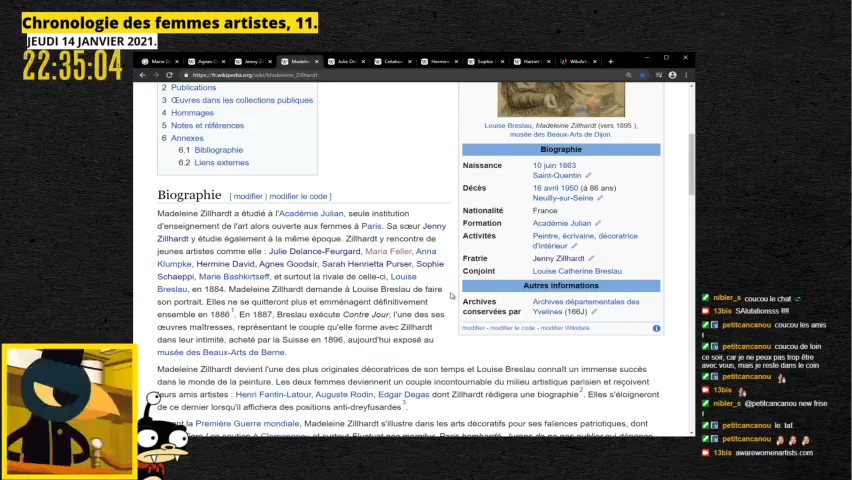 Chronologie des femmes artistes, 11.
JEUDI 14 JANVIER 2021.
22:35:04
https://fr.wikipedia.org/wiki/Madeleine_Zillhardt
2 Publications
3 Œuvres dans les collections publiques
4 Hommages
5 Notes et références
6 Annexes
6.1 Bibliographie
6.2 Liens externes
Biographie [ modifier | modifier le code ]
Madeleine Zillhardt a étudié à l'Académie Julian, seule institution
d'enseignement de l'art alors ouverte aux femmes à Paris. Sa sœur Jenny
Zillhardt y étudie également à la même époque. Zillhardt y rencontre de
jeunes artistes comme elle : Julie Delance-Feurgard, Maria Feller, Anna
Klumpke, Hermine David, Agnes Goodsir, Sarah Henrietta Purser, Sophie
Schaeppi, Marie Bashkirtseff, et surtout la rivale de celle-ci, Louise
Breslau, en 1884. Madeleine Zillhardt demande à Louise Breslau de faire
son portrait. Elles ne se quitteront plus et emménagent définitivement
ensemble en 1886 1. En 1887, Breslau exécute Contre Jour, l'une des ses
œuvres maîtresses, représentant le couple qu'elle forme avec Zillhardt
dans leur intimité, acheté par la Suisse en 1896, aujourd'hui exposé au
musée des Beaux-Arts de Berne.
Madeleine Zillhardt devient l'une des plus originales décoratrices de son temps et Louise Breslau connaît un immense succès
dans le monde de la peinture. Les deux femmes deviennent un couple incontournable du milieu artistique parisien et reçoivent
leurs amis artistes : Henri Fantin-Latour, Auguste Rodin, Edgar Degas dont Zillhardt rédigera une biographie 2. Elles s'éloigneront
de ce dernier lorsqu'il affichera des positions anti-dreyfusardes 3.
la Première Guerre mondiale, Madeleine Zillhardt s'illustre dans les arts décoratifs pour ses faïences patriotiques, dont
Louise Breslau, Madeleine Zillhardt (vers 1895 ),
musée des Beaux-Arts de Dijon.
Biographie
Naissance 10 juin 1863
Saint-Quentin
Décès 16 avril 1950 (à 86 ans)
Neuilly-sur-Seine
Nationalité France
Formation Académie Julian
Activités Peintre, écrivaine, décoratrice
d'intérieur
Fratrie Jenny Zillhardt
Conjoint Louise Catherine Breslau
Autres informations
Archives Archives départementales des
conservées par Yvelines (166J)
modifier - modifier le code - modifier Wikidata
nibier_s coucou le chat
13bis SAlutationsss !!!!
petitcancanou coucou les amis
!
petitcancanou coucou de loin
ce soir, car je ne peux pas trop être
avec vous, mais je reste dans le coin
petitcancanou
13bis
nibier_s @petitcancanou new frise
!
petitcancanou le. taf.
petitcancanou
13bis awarewomenartists.com